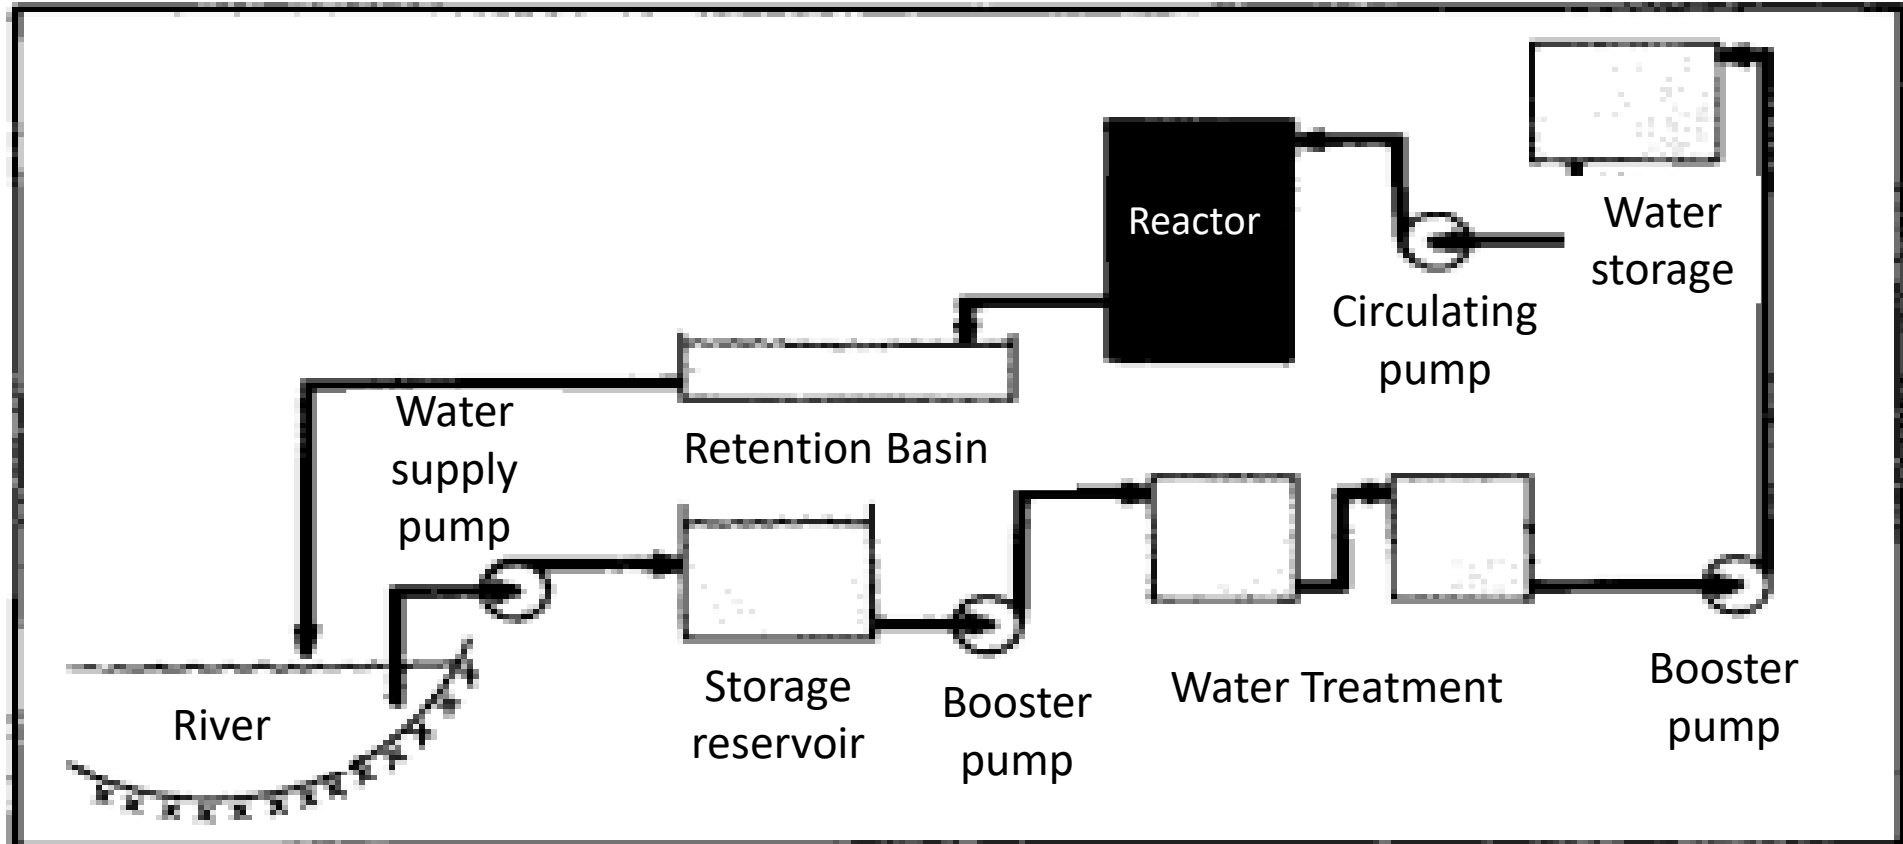 Reactor
Water
storage
Circulating
pump
Water
supply
pump
Retention Basin
River
Storage
reservoir
Booster
pump
Water Treatment
Booster
pump